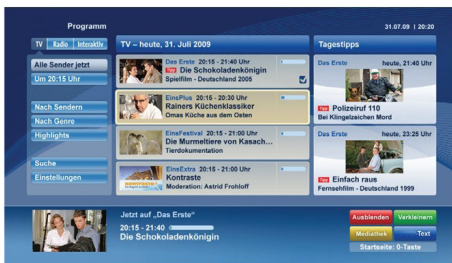 Programm
31.07.09 | 20:20
TV Radio Interaktiv
TV – heute, 31. Juli 2009
Tagestipps
Alle Sender jetzt
Um 20:15 Uhr
Nach Sendern
Nach Genre
Highlights
Suche
Einstellungen
Das Erste 20:15 - 21:40 Uhr
Tipp Die Schokoladenkönigin
Spielfilm - Deutschland 2005
EinsPlus 20:15 - 20:30 Uhr
Rainers Küchenklassiker
Omas Küche aus dem Osten
EinsFestival 20:15 - 21:00 Uhr
Die Murmeltiere von Kasach...
Tierdokumentation
EinsExtra 20:15 - 21:00 Uhr
Kontraste
Moderation: Astrid Frohloff
Das Erste heute, 21:40 Uhr
Tipp Polizeiruf 110
Bei Klingelzeichen Mord
Das Erste heute, 23:25 Uhr
Tipp Einfach raus
Fernsehfilm - Deutschland 1999
Jetzt auf „Das Erste“
20:15 - 21:40
Die Schokoladenkönigin
Ausblenden Verkleinern
Mediathek Text
Startseite: 0-Taste